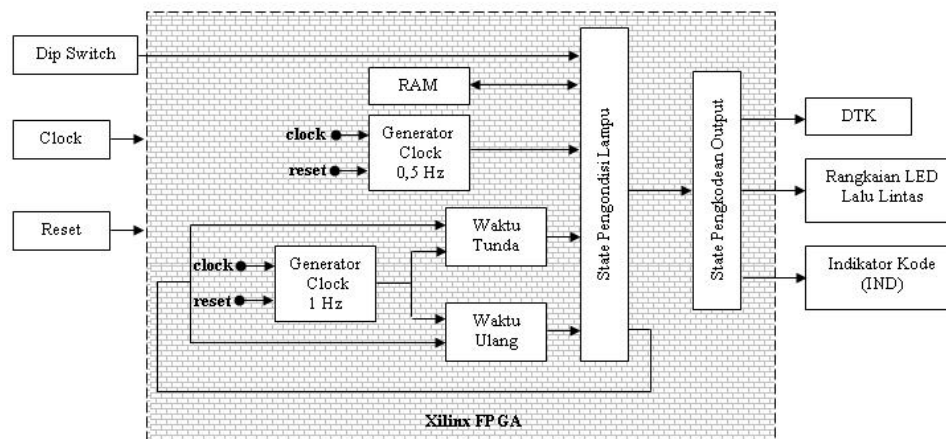 Dip Switch
Clock
Reset
RAM
clock
reset
Generator
Clock
0,5 Hz
clock
reset
Generator
Clock
1 Hz
Waktu
Tunda
Waktu
Ulang
State Pengondisi Lampu
State Pengkodean Output
DTK
Rangkaian LED
Lalu Lintas
Indikator Kode
(IND)
Xilinx FPGA